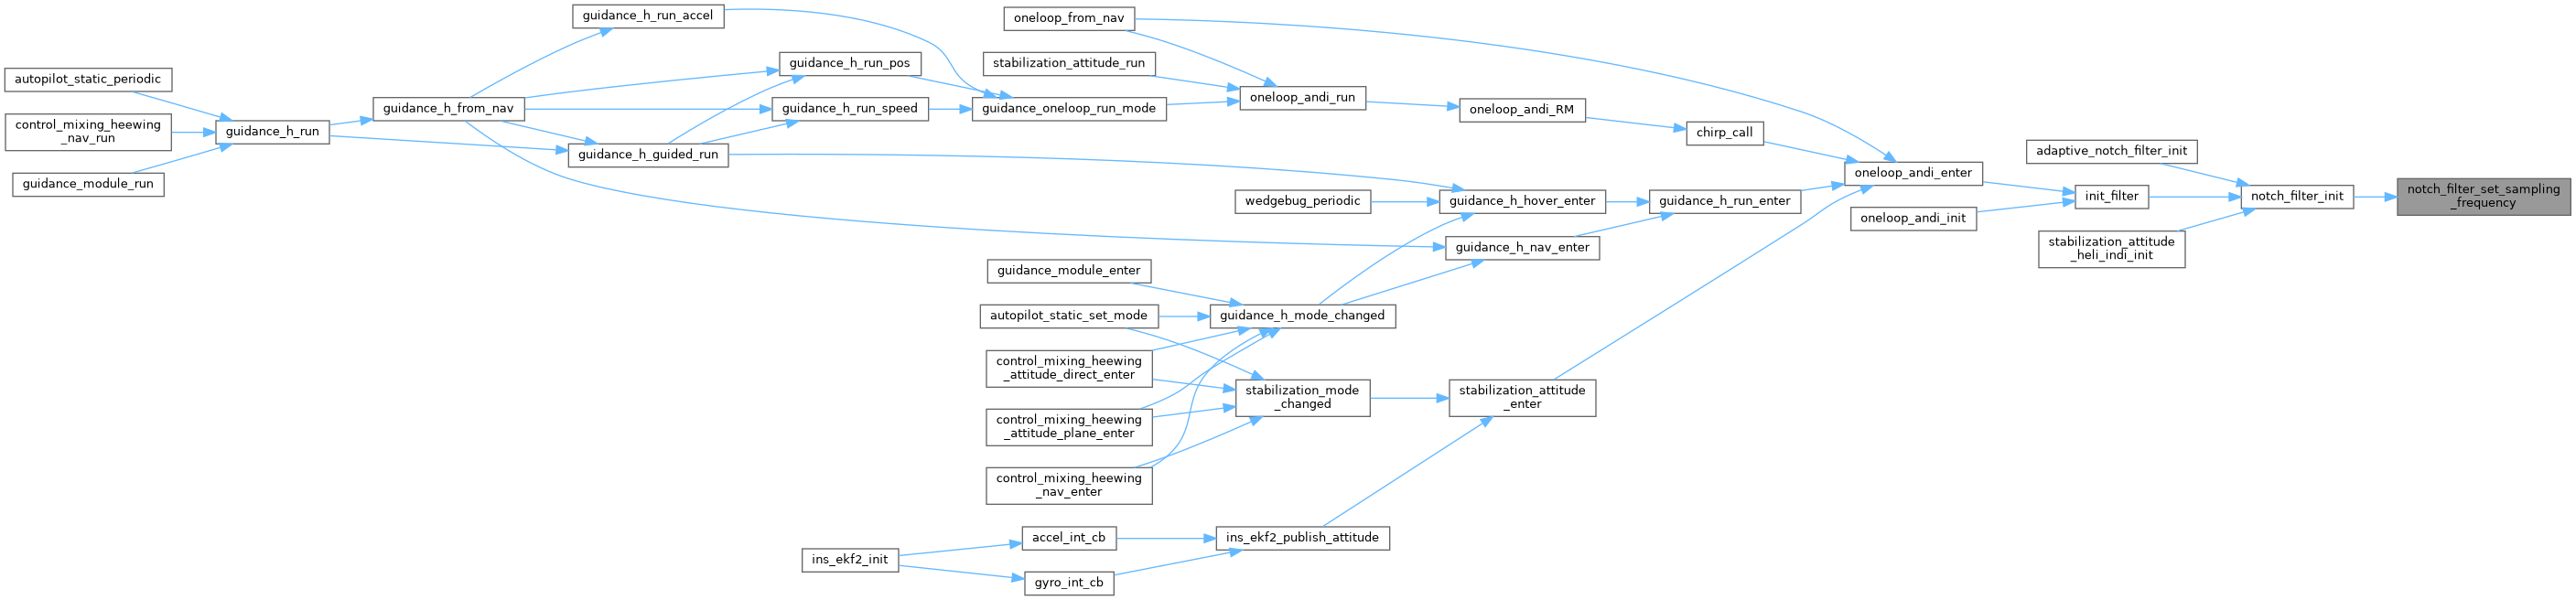 guidance_h_run_accel
oneloop_from_nav
guidance_h_run_pos
stabilization_attitude_run
autopilot_static_periodic
guidance_h_from_nav
guidance_h_run_speed
guidance_oneloop_run_mode
oneloop_andi_run
oneloop_andi_RM
control_mixing_heewing
_nav_run
guidance_h_run
chirp_call
guidance_h_guided_run
adaptive_notch_filter_init
guidance_module_run
oneloop_andi_enter
notch_filter_set_sampling
_frequency
wedgebug_periodic
guidance_h_hover_enter
guidance_h_run_enter
init_filter
notch_filter_init
oneloop_andi_init
guidance_h_nav_enter
stabilization_attitude
_heli_indi_init
guidance_module_enter
autopilot_static_set_mode
guidance_h_mode_changed
control_mixing_heewing
_attitude_direct_enter
stabilization_mode
_changed
stabilization_attitude
_enter
control_mixing_heewing
_attitude_plane_enter
control_mixing_heewing
_nav_enter
accel_int_cb
ins_ekf2_publish_attitude
ins_ekf2_init
gyro_int_cb